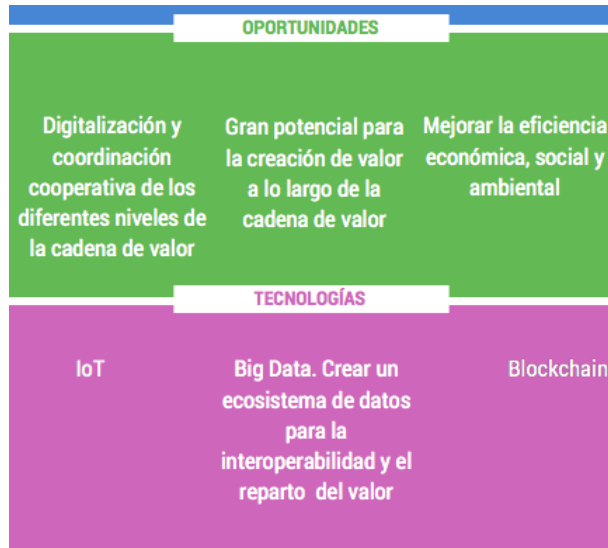 OPORTUNIDADES
Digitalización y
coordinación
cooperativa de los
diferentes niveles de
la cadena de valor
Gran potencial para
la creación de valor
a lo largo de la
cadena de valor
Mejorar la eficiencia
económica, social y
ambiental
TECNOLOGÍAS
IoT
Big Data. Crear un
ecosistema de datos
para la
interoperabilidad y el
reparto del valor
Blockchain